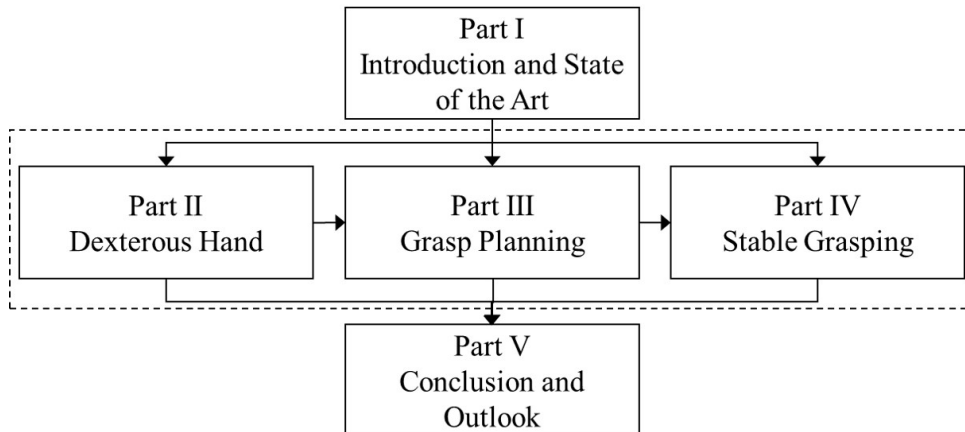 Part I
Introduction and State
of the Art
Part II
Dexterous Hand
Part III
Grasp Planning
Part IV
Stable Grasping
Part V
Conclusion and
Outlook